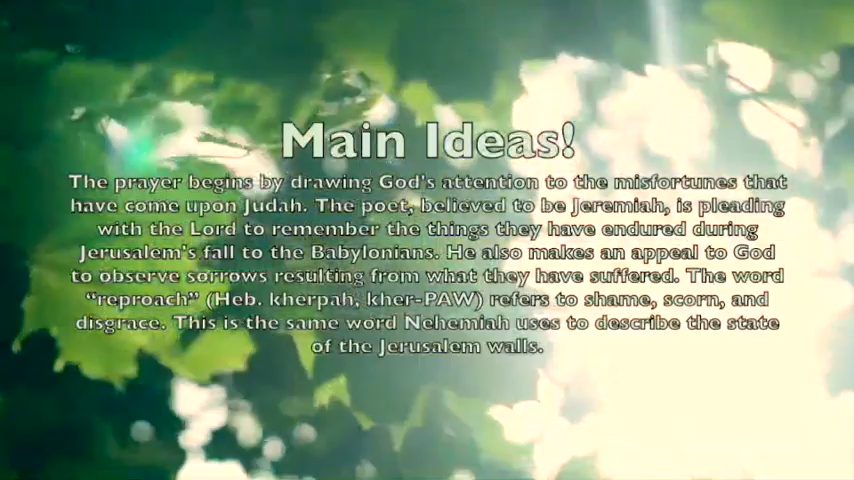 Main Ideas!
The prayer begins by drawing God's attention to the misfortunes that
have come upon Judah. The poet, believed to be Jeremiah, is pleading
with the Lord to remember the things they have endured during
Jerusalem's fall to the Babylonians. He also makes an appeal to God
to observe sorrows resulting from what they have suffered. The word
“reproach” (Heb. kherpah, kher-PAW) refers to shame, scorn, and
disgrace. This is the same word Nehemiah uses to describe the state
of the Jerusalem walls.